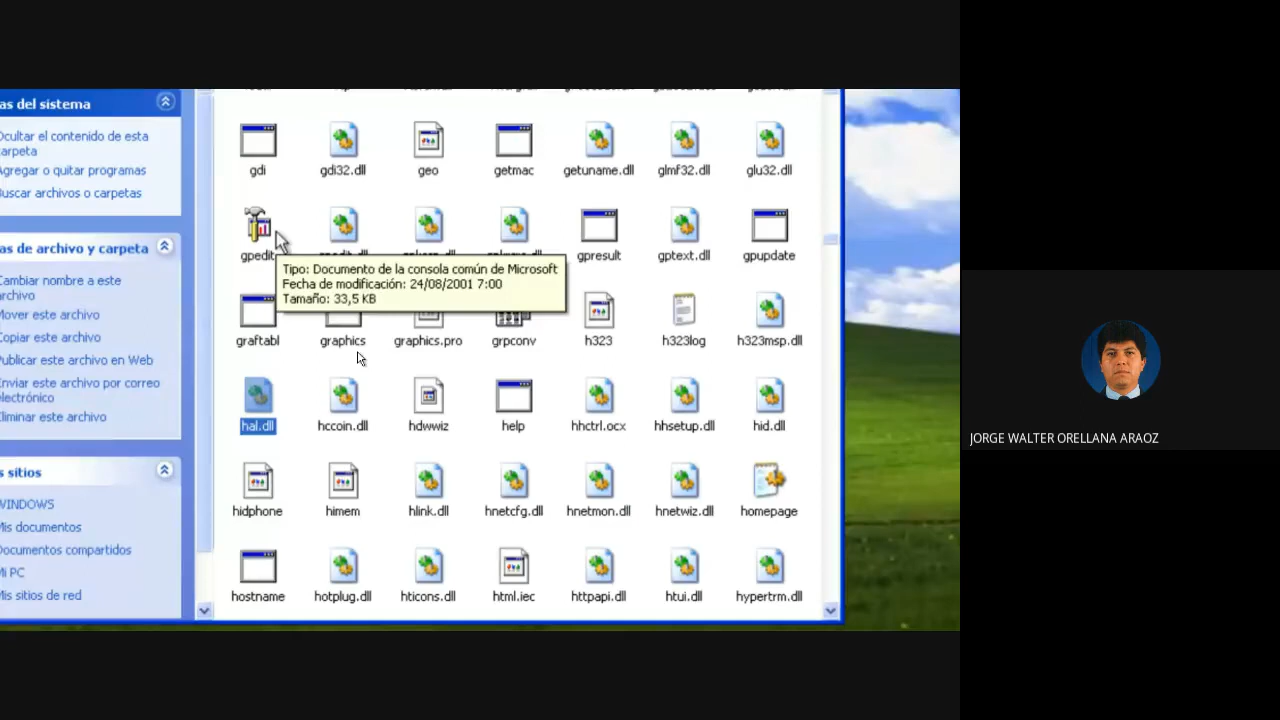 as del sistema
Ocultar el contenido de esta
carpeta
Agregar o quitar programas
Buscar archivos o carpetas
as de archivo y carpeta
Cambiar nombre a este
archivo
Mover este archivo
Copiar este archivo
Publicar este archivo en Web
Enviar este archivo por correo
electrónico
Eliminar este archivo
s sitios
WINDOWS
Mis documentos
Documentos compartidos
Mi PC
Mis sitios de red
gdi gdi32.dll geo getmac getuname.dll glmf32.dll glu32.dll
gpedit gpresult gptext.dll gpupdate
Tipo: Documento de la consola común de Microsoft
Fecha de modificación: 24/08/2001 7:00
Tamaño: 33,5 KB
graftabl graphics graphics.pro grpconv h323 h323log h323msp.dll
hal.dll hccoin.dll hdwwiz help hhctrl.ocx hhsetup.dll hid.dll
hidphone himem hlink.dll hnetcfg.dll hnetmon.dll hnetwiz.dll homepage
hostname hotplug.dll hticons.dll html.iec httpapi.dll htui.dll hypertrm.dll
JORGE WALTER ORELLANA ARAOZ